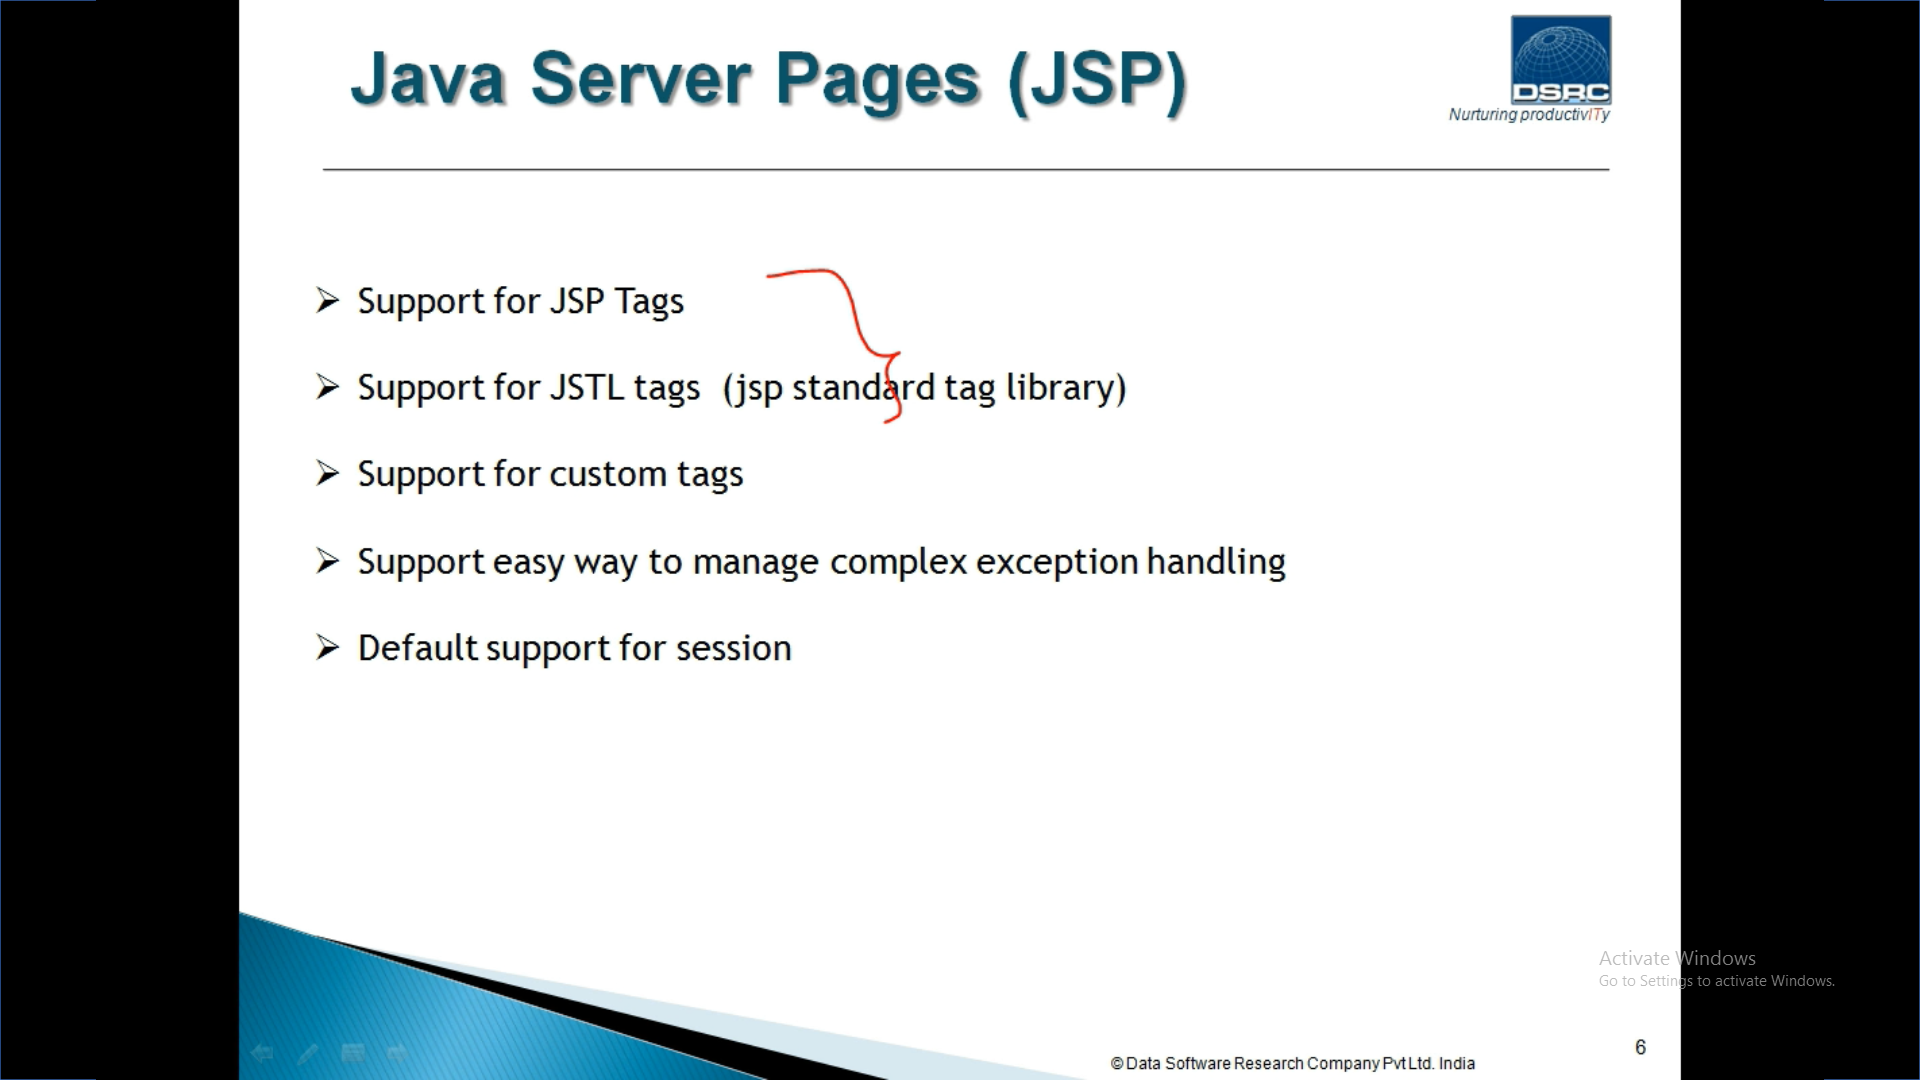 Java Server Pages (JSP)
DSRC
Nurturing productivITy
Support for JSP Tags
Support for JSTL tags (jsp standard tag library)
Support for custom tags
Support easy way to manage complex exception handling
Default support for session
Activate Windows
Go to Settings to activate Windows.
6
© Data Software Research Company Pvt Ltd. India